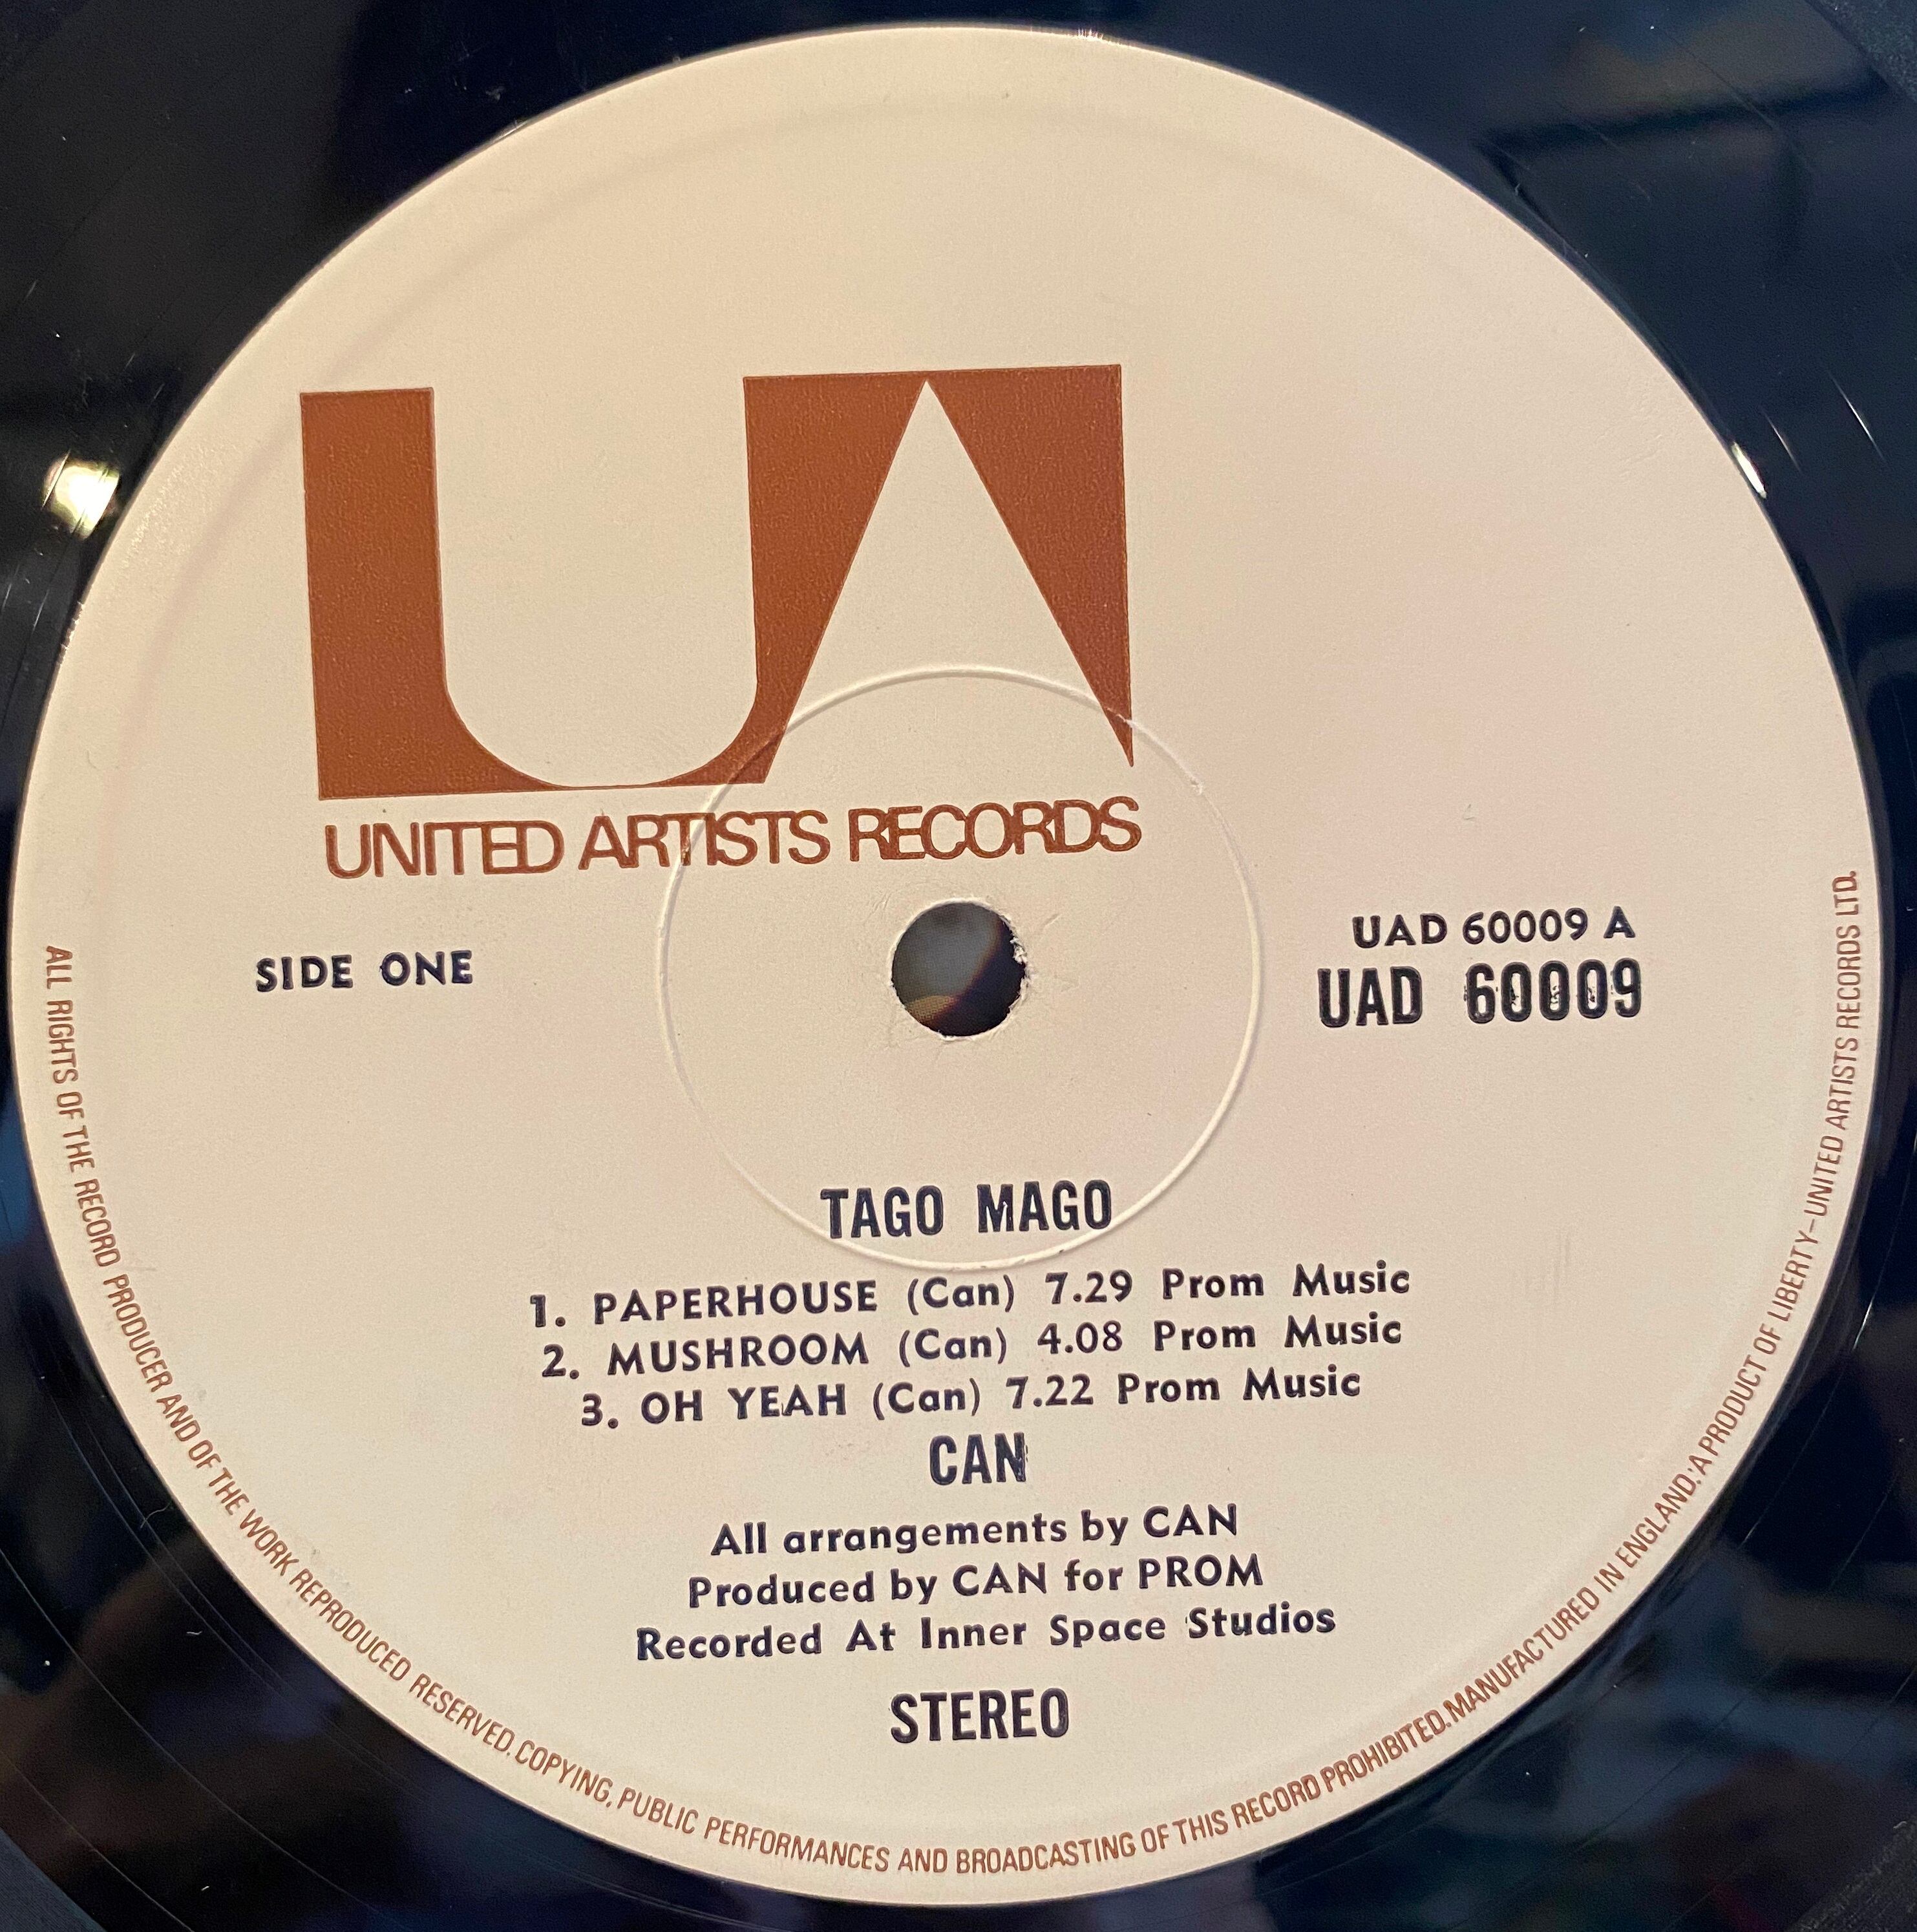 UA
UNITED ARTISTS RECORDS
SIDE ONE
UAD 60009 A
UAD 60009
TAGO MAGO
1. PAPERHOUSE (Can) 7.29 Prom Music
2. MUSHROOM (Can) 4.08 Prom Music
3. OH YEAH (Can) 7.22 Prom Music
CAN
All arrangements by CAN
Produced by CAN for PROM
Recorded At Inner Space Studios
STEREO
ALL RIGHTS OF THE RECORD PRODUCER AND OF THE WORK REPRODUCED RESERVED. COPYING, PUBLIC PERFORMANCES AND BROADCASTING OF THIS RECORD PROHIBITED. MANUFACTURED IN ENGLAND. A PRODUCT OF LIBERTY–UNITED ARTISTS RECORDS LTD.